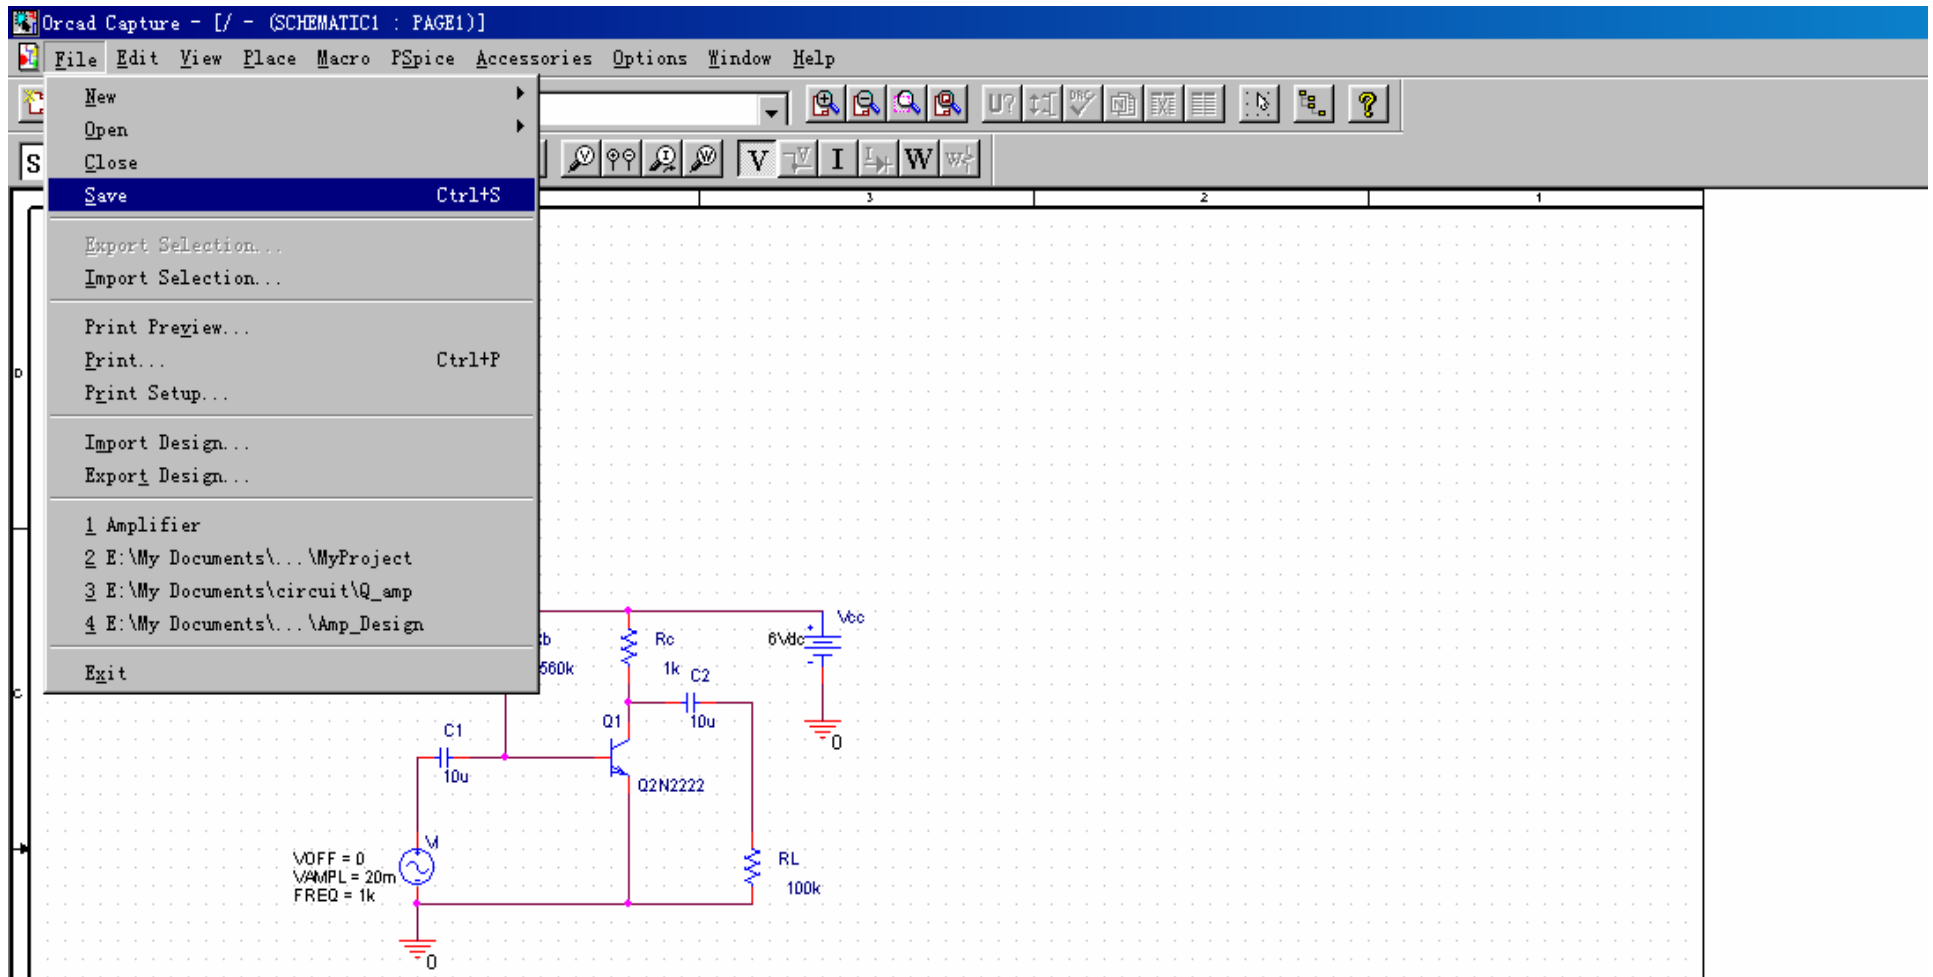 Orcad Capture - [/ - (SCHEMATIC1 : PAGE1)]
File Edit View Place Macro PSpice Accessories Options Window Help
New
Open
Close
Save Ctrl+S
Export Selection...
Import Selection...
Print Preview...
Print... Ctrl+P
Print Setup...
Import Design...
Export Design...
1 Amplifier
2 E:\My Documents\...\MyProject
3 E:\My Documents\circuit\Q_amp
4 E:\My Documents\...\Amp_Design
Exit
U? DRC
S V I W V I V I W
3 2 1
D
C
Vcc
6Vdc
Rc
1k
560k
C2
10u
0
Q1
Q2N2222
C1
10u
Vi
VOFF = 0
VAMPL = 20m
FREQ = 1k
RL
100k
0